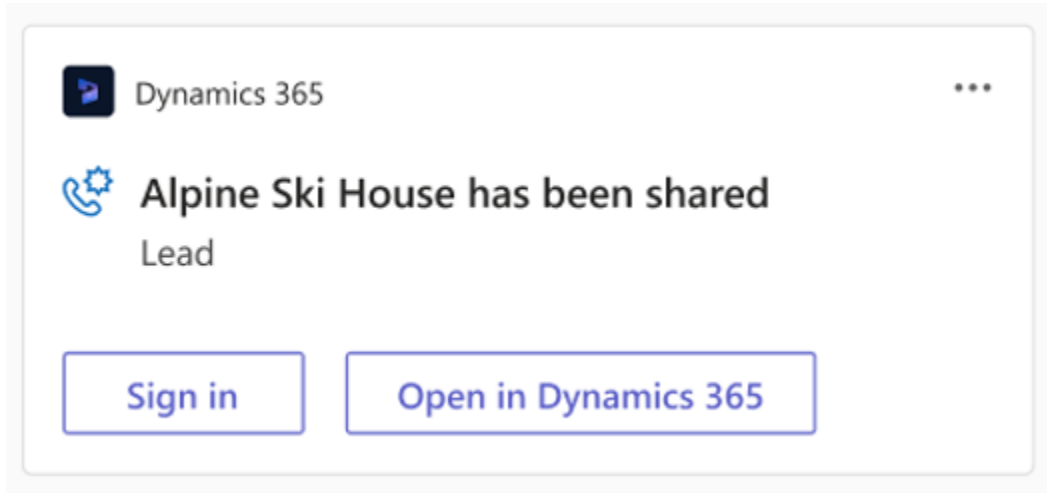 Dynamics 365
Alpine Ski House has been shared
Lead
Sign in
Open in Dynamics 365